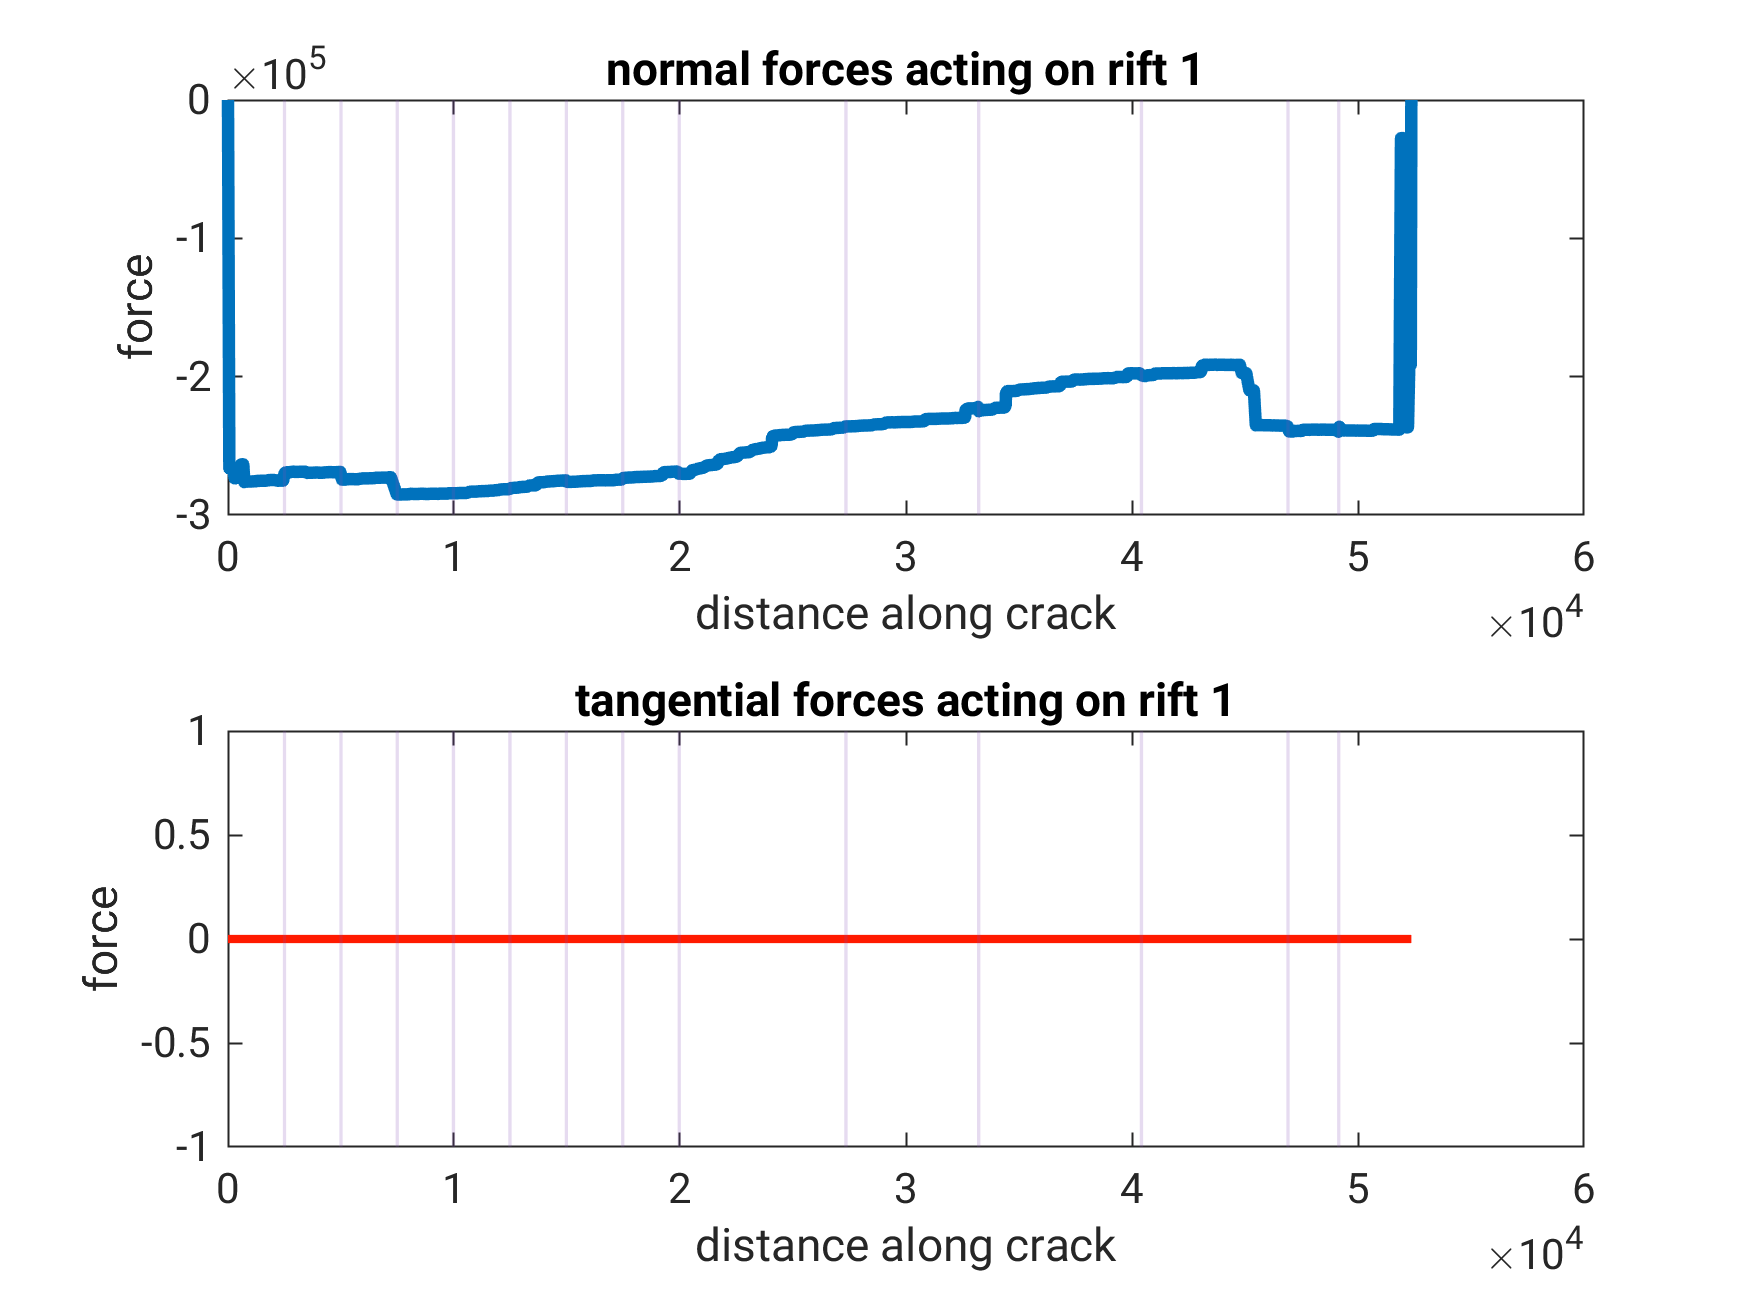 ×10^5
normal forces acting on rift 1
0
-1
-2
-3
force
0 1 2 3 4 5 6
distance along crack
×10^4
tangential forces acting on rift 1
1
0.5
0
-0.5
-1
force
0 1 2 3 4 5 6
distance along crack
×10^4